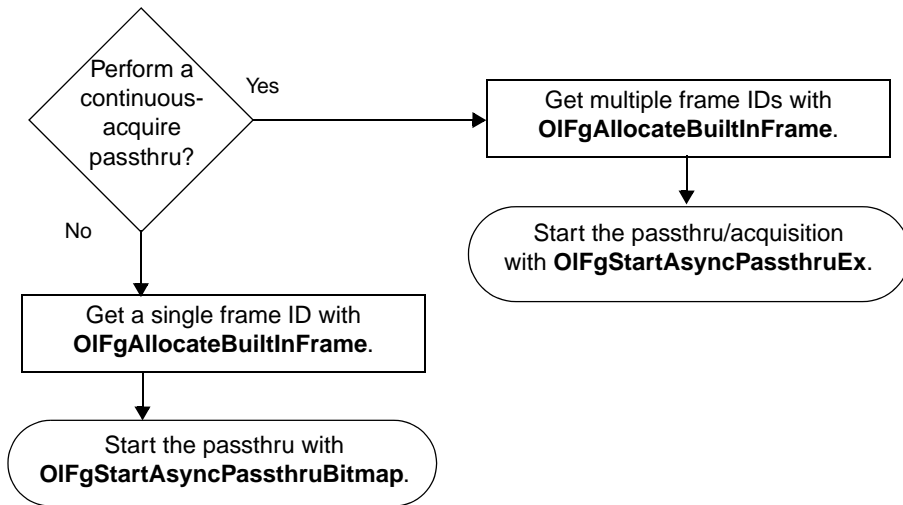 Perform a
continuous-
acquire
passthru?
Yes
Get multiple frame IDs with
OlFgAllocateBuiltInFrame.
Start the passthru/acquisition
with OlFgStartAsyncPassthruEx.
No
Get a single frame ID with
OlFgAllocateBuiltInFrame.
Start the passthru with
OlFgStartAsyncPassthruBitmap.